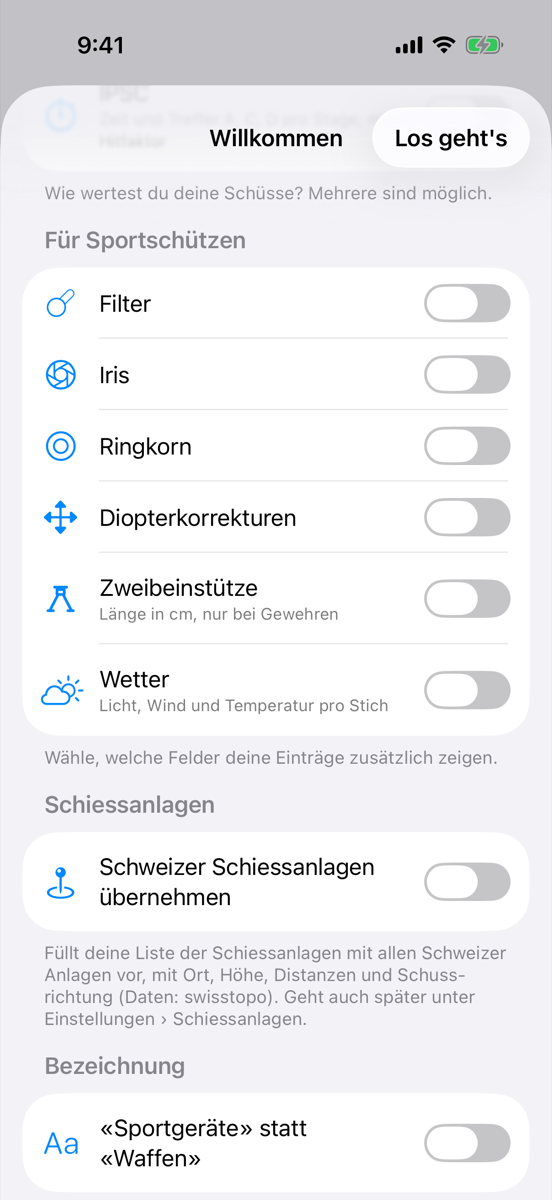 9:41
IPSC
Willkommen
Los geht's
Wie wertest du deine Schüsse? Mehrere sind möglich.
Für Sportschützen
Filter
Iris
Ringkorn
Diopterkorrekturen
Zweibeinstütze
Länge in cm, nur bei Gewehren
Wetter
Licht, Wind und Temperatur pro Stich
Wähle, welche Felder deine Einträge zusätzlich zeigen.
Schiessanlagen
Schweizer Schiessanlagen
übernehmen
Füllt deine Liste der Schiessanlagen mit allen Schweizer
Anlagen vor, mit Ort, Höhe, Distanzen und Schuss-
richtung (Daten: swisstopo). Geht auch später unter
Einstellungen › Schiessanlagen.
Bezeichnung
Aa
«Sportgeräte» statt
«Waffen»